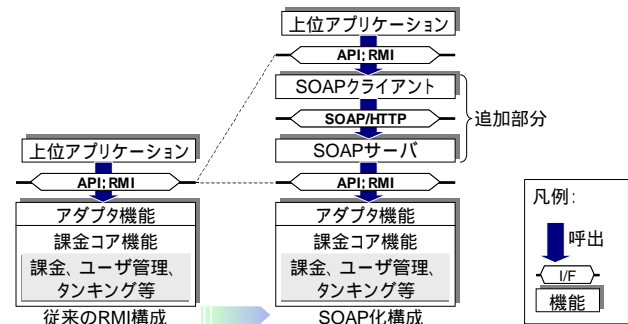 上位アプリケーション
API:RMI
アダプタ機能
課金コア機能
課金、ユーザ管理、
タンキング等
従来のRMI構成
上位アプリケーション
API:RMI
SOAPクライアント
SOAP/HTTP
SOAPサーバ
API:RMI
アダプタ機能
課金コア機能
課金、ユーザ管理、
タンキング等
SOAP化構成
追加部分
凡例:
呼出
I/F
機能